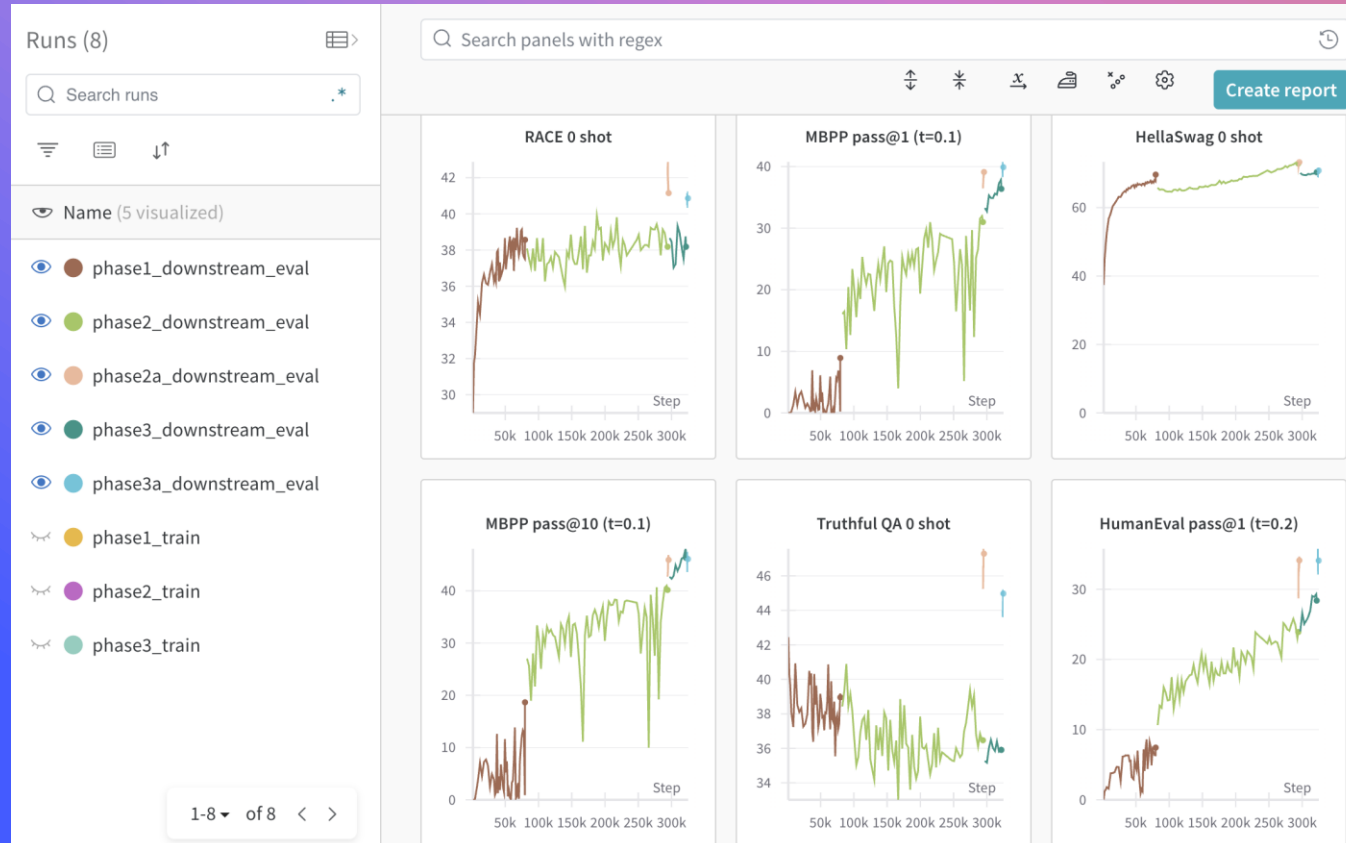 Runs (8)
Search runs
.*
Name (5 visualized)
phase1_downstream_eval
phase2_downstream_eval
phase2a_downstream_eval
phase3_downstream_eval
phase3a_downstream_eval
phase1_train
phase2_train
phase3_train
1-8 of 8
Search panels with regex
x
Create report
RACE 0 shot
42
40
38
36
34
32
30
Step
50k 100k 150k 200k 250k 300k
MBPP pass@1 (t=0.1)
40
30
20
10
0
Step
50k 100k 150k 200k 250k 300k
HellaSwag 0 shot
60
40
20
0
Step
50k 100k 150k 200k 250k 300k
MBPP pass@10 (t=0.1)
40
30
20
10
0
Step
50k 100k 150k 200k 250k 300k
Truthful QA 0 shot
46
44
42
40
38
36
34
Step
50k 100k 150k 200k 250k 300k
HumanEval pass@1 (t=0.2)
30
20
10
0
Step
50k 100k 150k 200k 250k 300k